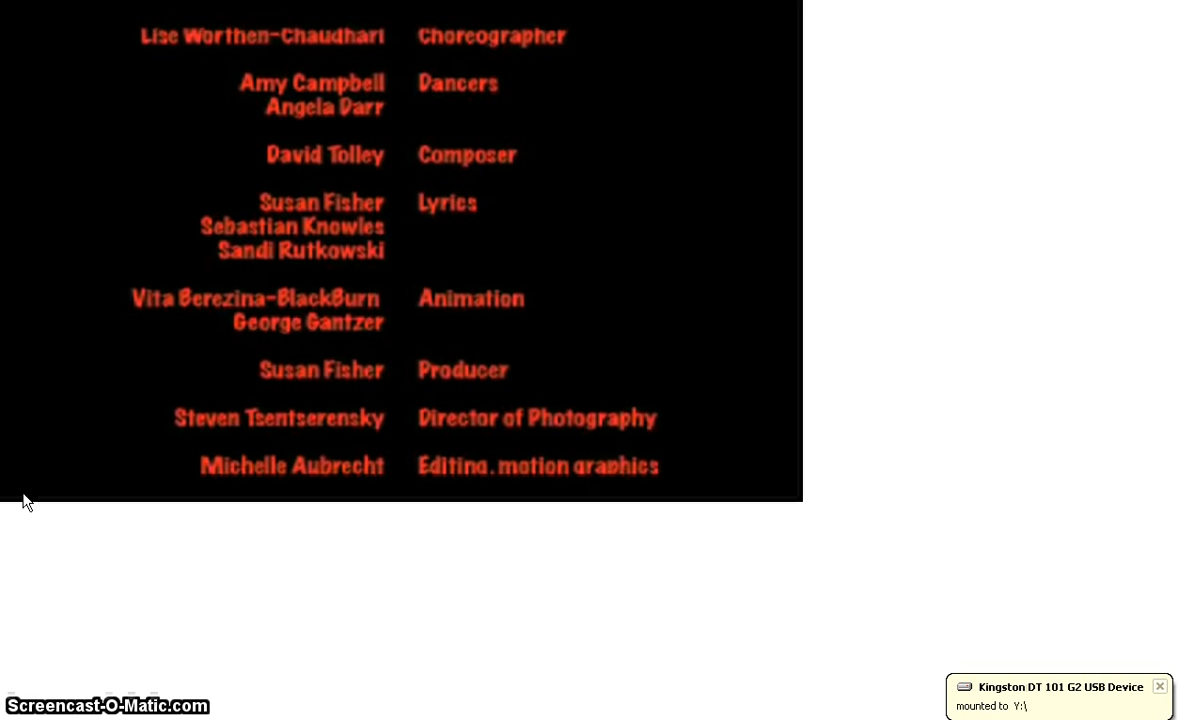 Lise Worthen-Chaudhari Choreographer
Amy Campbell Dancers
Angela Darr
David Tolley Composer
Susan Fisher Lyrics
Sebastian Knowles
Sandi Rutkowski
Vita Berezina-BlackBurn Animation
George Gantzer
Susan Fisher Producer
Steven Tsentserensky Director of Photography
Michelle Aubrecht Editing, motion graphics
Kingston DT 101 G2 USB Device
mounted to Y:\
Screencast-O-Matic.com